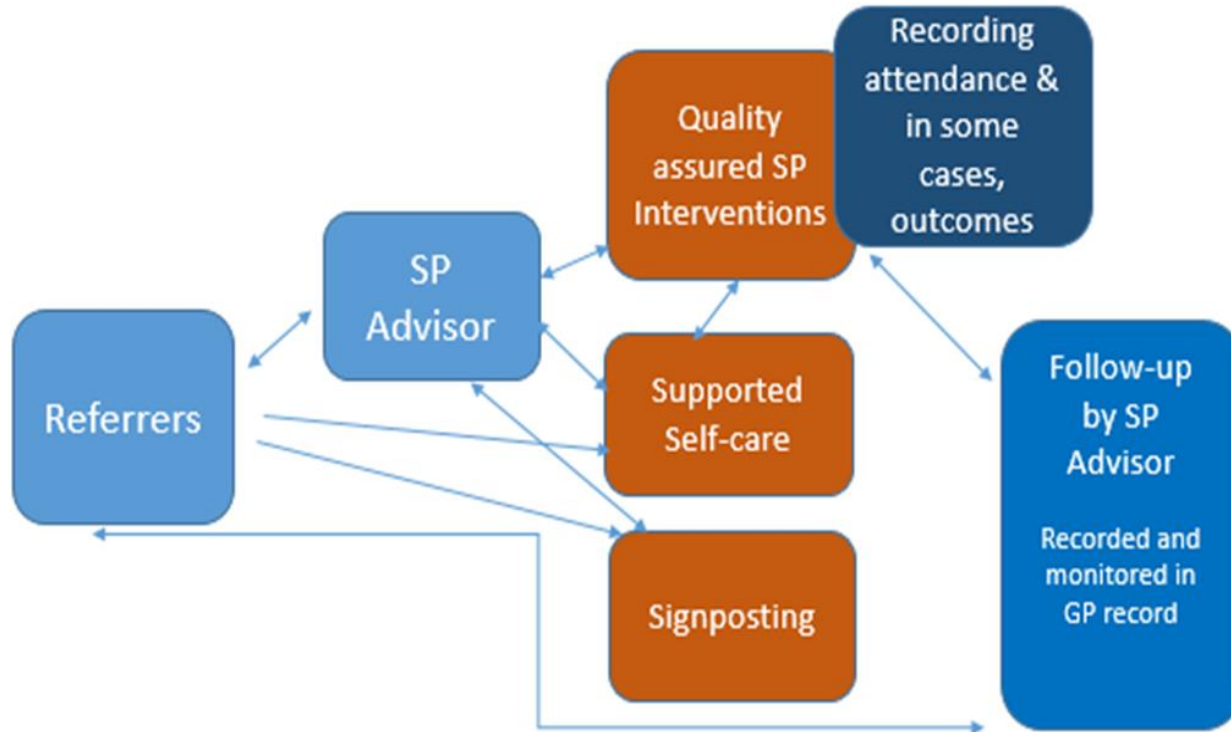 Referrers
SP
Advisor
Quality
assured SP
Interventions
Recording
attendance &
in some
cases,
outcomes
Supported
Self-care
Signposting
Follow-up
by SP
Advisor
Recorded and
monitored in
GP record